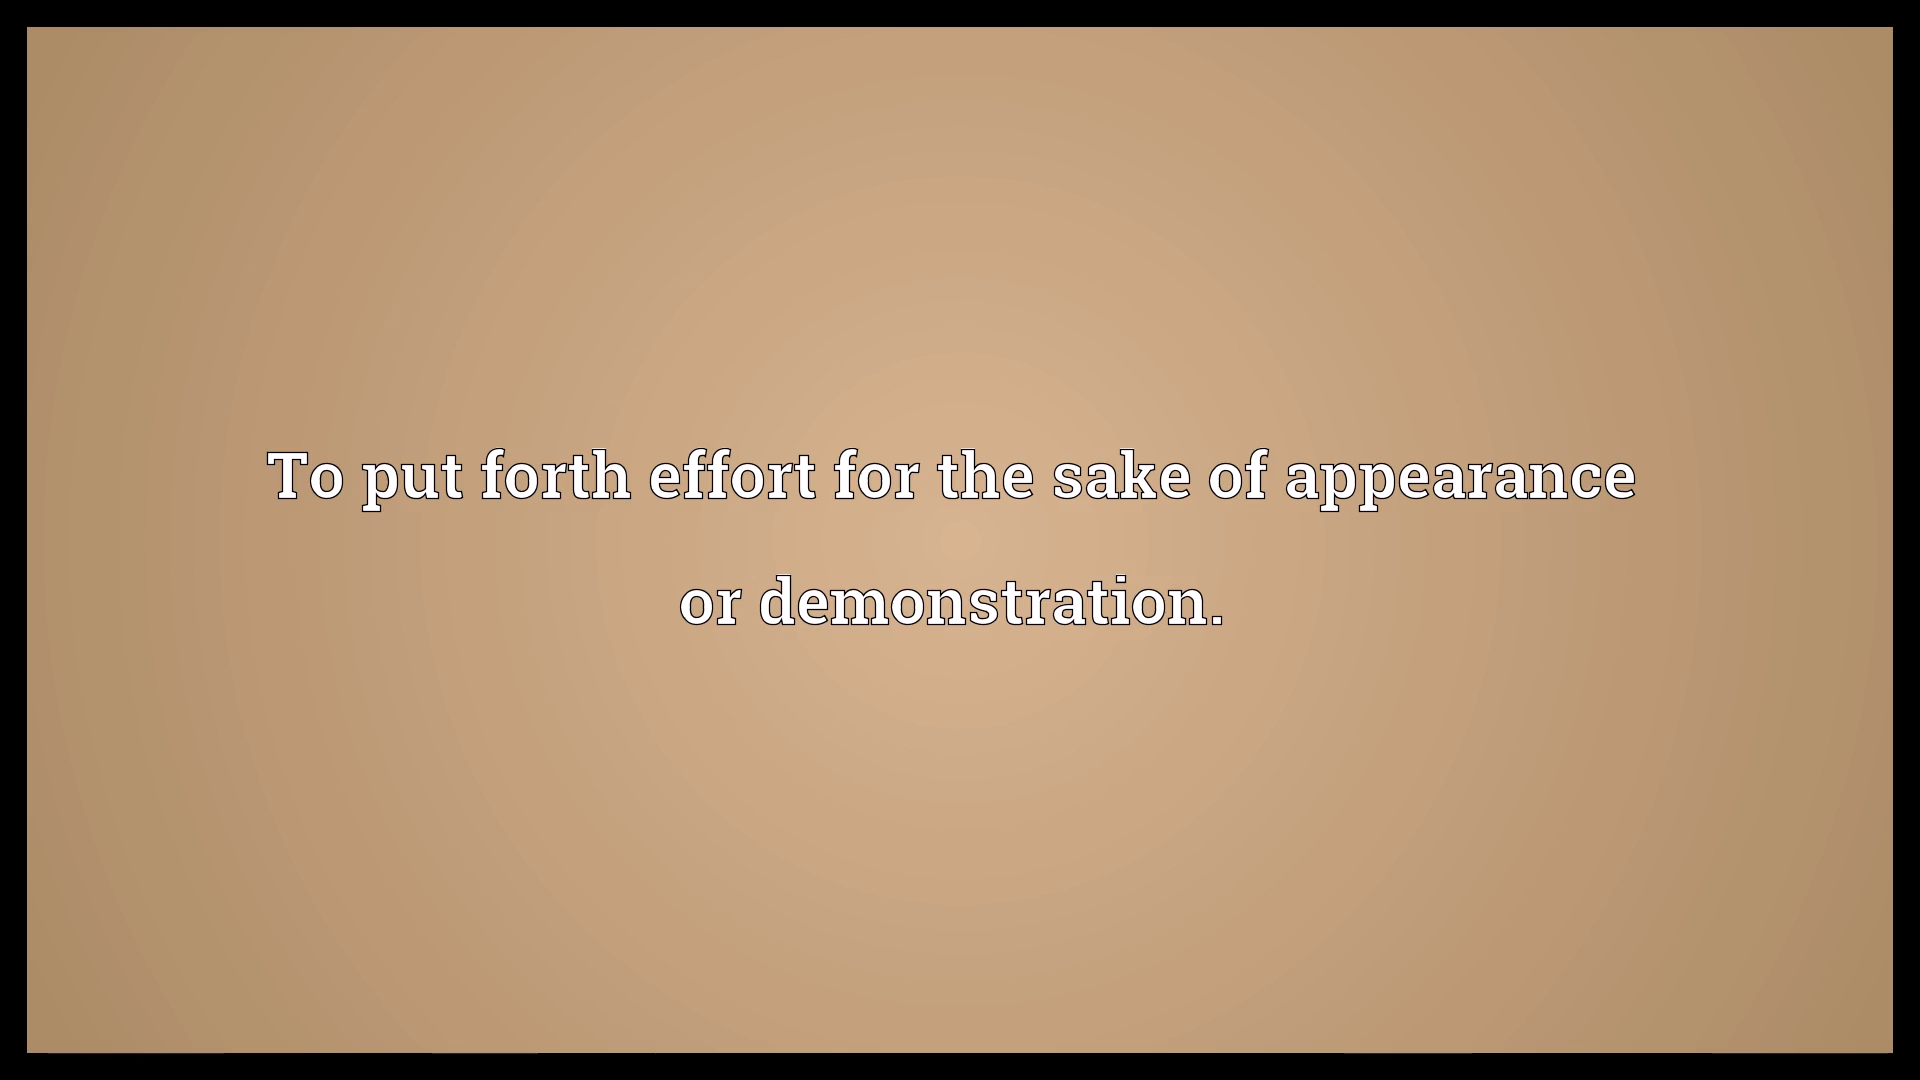 To put forth effort for the sake of appearance
or demonstration.